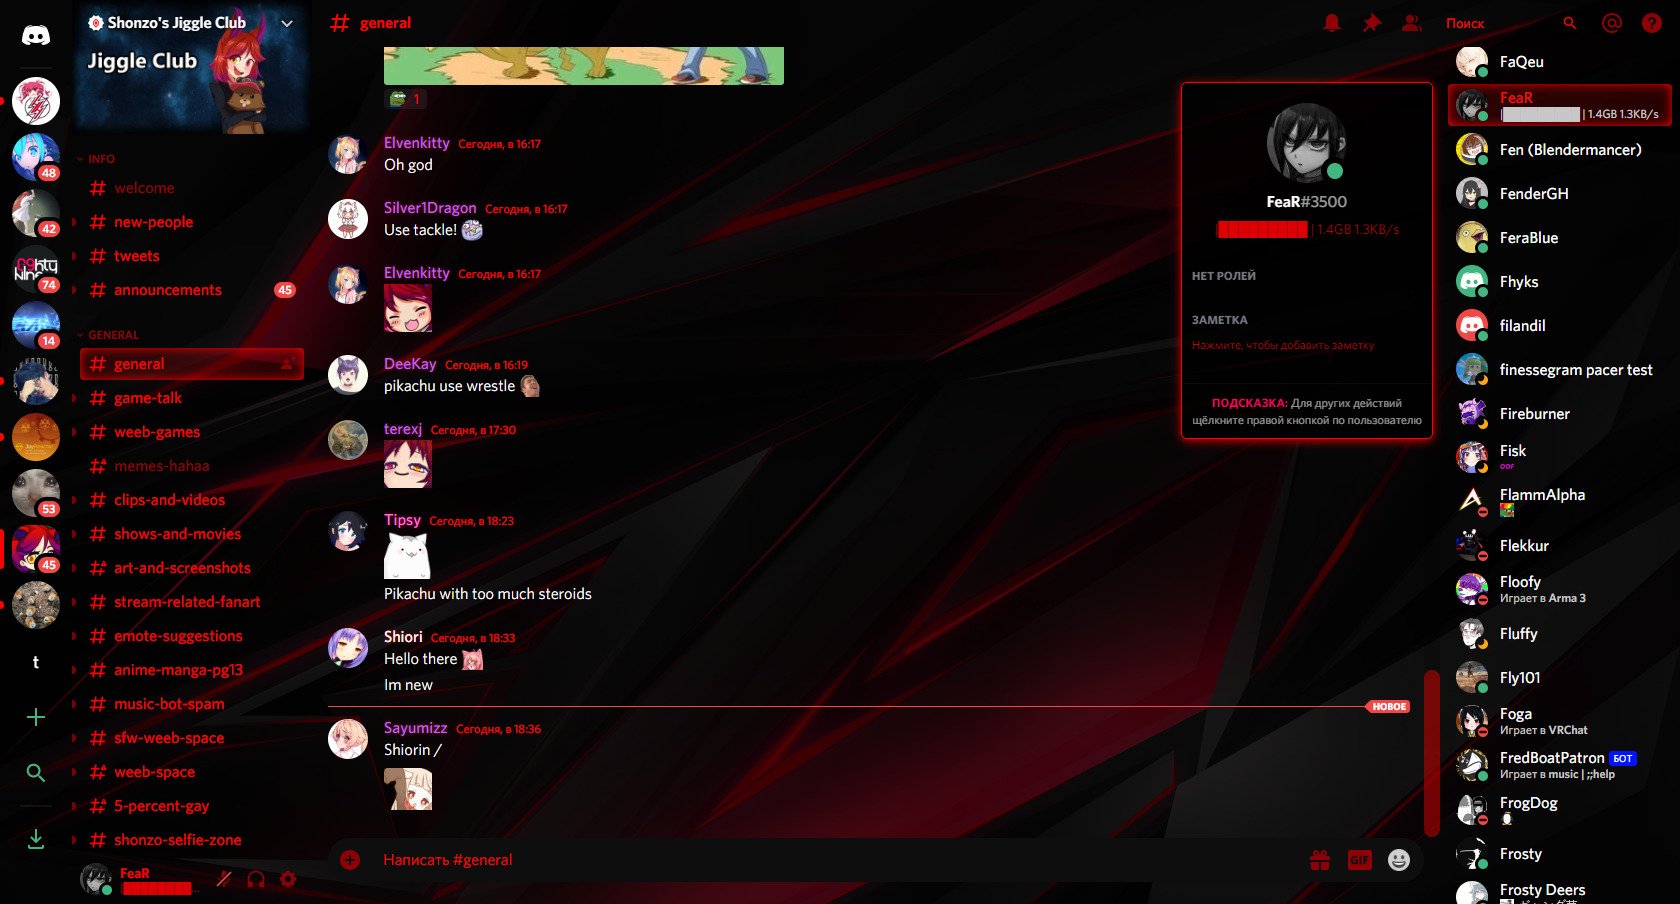 Shonzo's Jiggle Club
Jiggle Club
48
42
74
14
53
45
t
INFO
welcome
new-people
tweets
announcements
45
GENERAL
general
game-talk
weeb-games
memes-hahaa
clips-and-videos
shows-and-movies
art-and-screenshots
stream-related-fanart
emote-suggestions
anime-manga-pg13
music-bot-spam
sfw-weeb-space
weeb-space
5-percent-gay
shonzo-selfie-zone
FeaR
general
Поиск
1
Elvenkitty Сегодня, в 16:17
Oh god
Silver1Dragon Сегодня, в 16:17
Use tackle!
Elvenkitty Сегодня, в 16:17
DeeKay Сегодня, в 16:19
pikachu use wrestle
terexj Сегодня, в 17:30
Tipsy Сегодня, в 18:23
Pikachu with too much steroids
Shiori Сегодня, в 18:33
Hello there
Im new
НОВОЕ
Sayumizz Сегодня, в 18:36
Shiorin /
Написать #general
GIF
FeaR#3500
| 1.4GB 1.3KB/s
НЕТ РОЛЕЙ
ЗАМЕТКА
Нажмите, чтобы добавить заметку
ПОДСКАЗКА: Для других действий
щёлкните правой кнопкой по пользователю
FaQeu
FeaR
| 1.4GB 1.3KB/s
Fen (Blendermancer)
FenderGH
FeraBlue
Fhyks
filandil
finessegram pacer test
Fireburner
Fisk
OOF
FlammAlpha
Flekkur
Floofy
Играет в Arma 3
Fluffy
Fly101
Foga
Играет в VRChat
FredBoatPatron БОТ
Играет в music | ;;help
FrogDog
Frosty
Frosty Deers